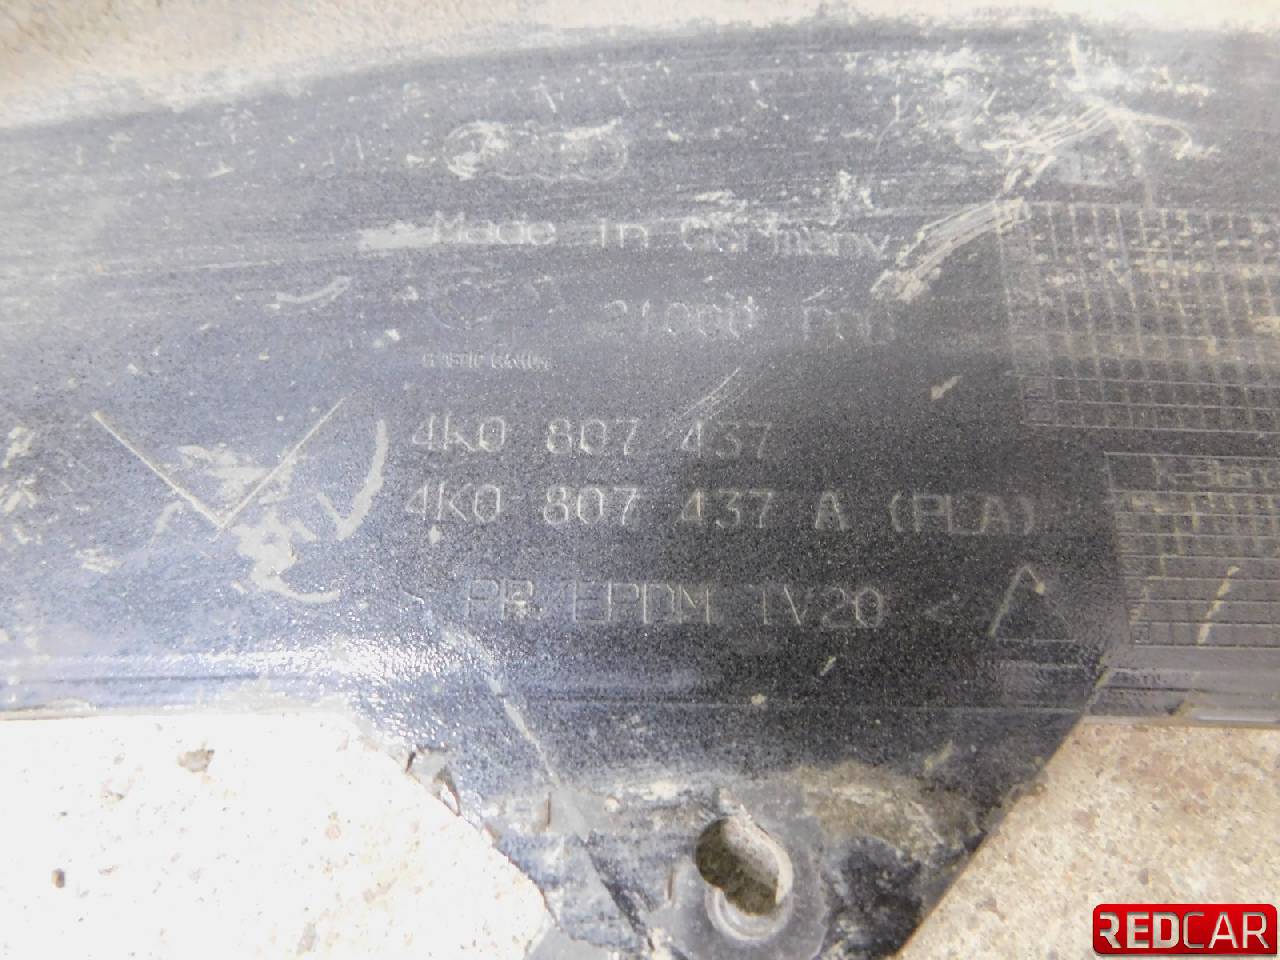 Made in Germany
4K0 807 437
4K0 807 437 A (PLA)
> PP/EPDM TV20 <
REDCAR